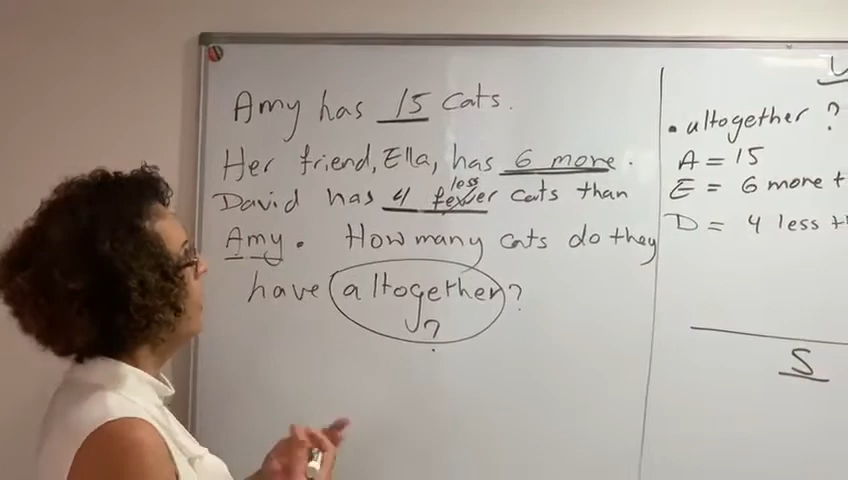 Amy has 15 cats.
Her friend, Ella, has 6 more.
less
David has 4 fewer cats than
Amy. How many cats do they
have altogether?
?
U
• altogether ?
A = 15
E = 6 more t
D = 4 less th
S